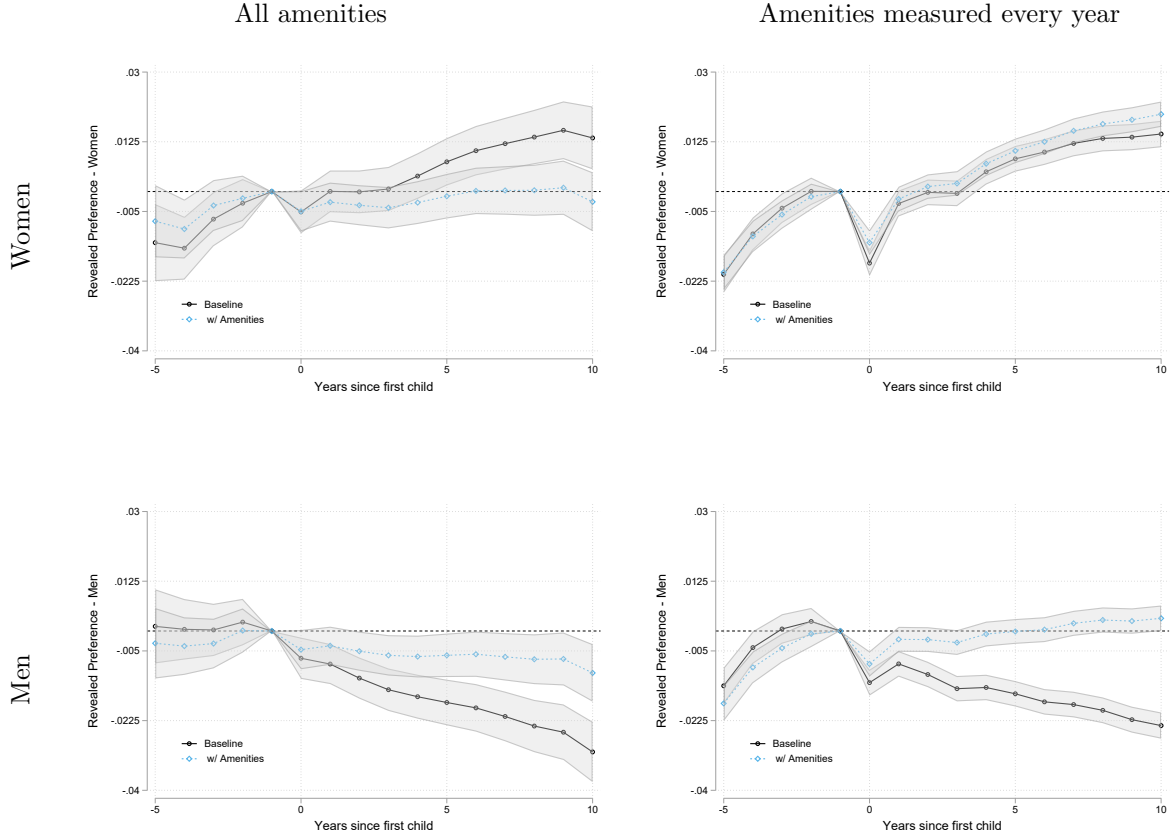 All amenities
Amenities measured every year
Women
Revealed Preference - Women
.03
.0125
-.005
-.0225
-.04
-5
0
5
10
Years since first child
Baseline
w/ Amenities
Revealed Preference - Women
.03
.0125
-.005
-.0225
-.04
-5
0
5
10
Years since first child
Baseline
w/ Amenities
Men
Revealed Preference - Men
.03
.0125
-.005
-.0225
-.04
-5
0
5
10
Years since first child
Baseline
w/ Amenities
Revealed Preference - Men
.03
.0125
-.005
-.0225
-.04
-5
0
5
10
Years since first child
Baseline
w/ Amenities